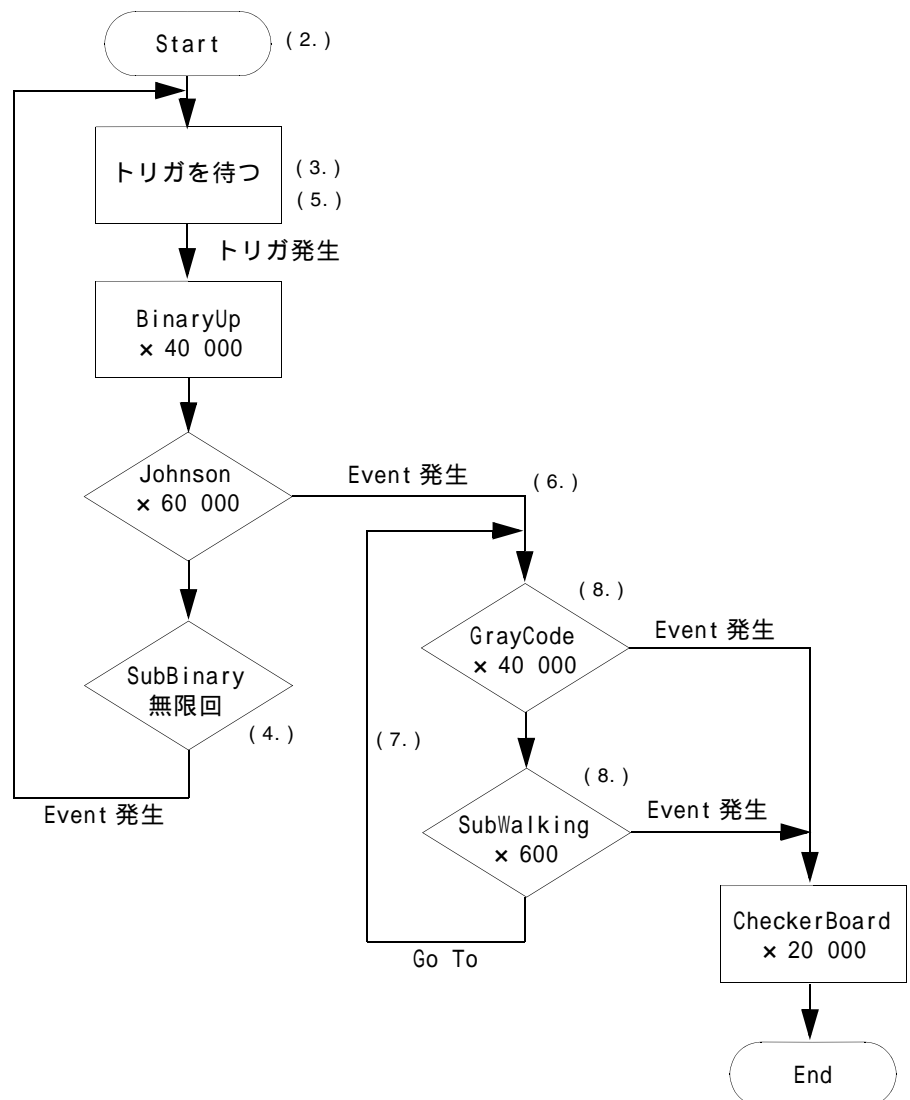 Start
(2.)
トリガを待つ
(3.)
(5.)
トリガ発生
BinaryUp
× 40 000
Johnson
× 60 000
Event 発生
(6.)
SubBinary
無限回
(4.)
Event 発生
(8.)
GrayCode
× 40 000
Event 発生
(7.)
(8.)
SubWalking
× 600
Event 発生
Go To
CheckerBoard
× 20 000
End